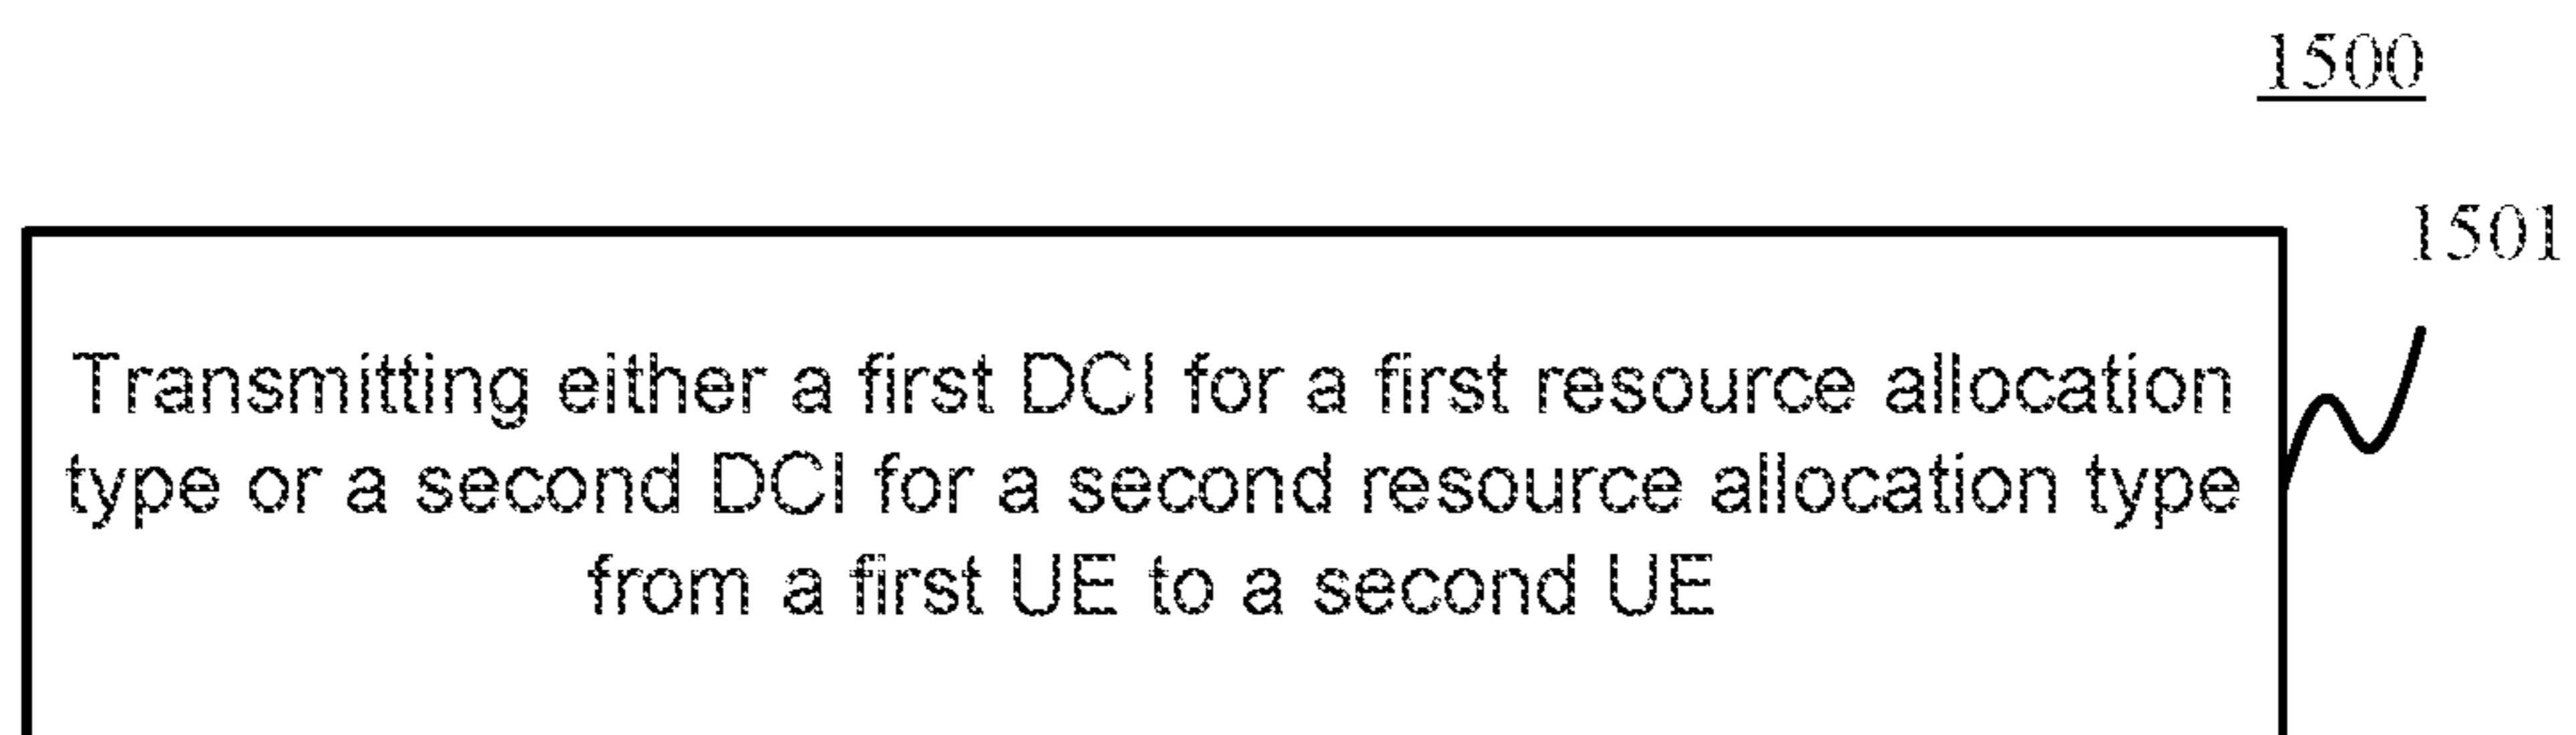 1500
1501
Transmitting either a first DCI for a first resource allocation
type or a second DCI for a second resource allocation type
from a first UE to a second UE